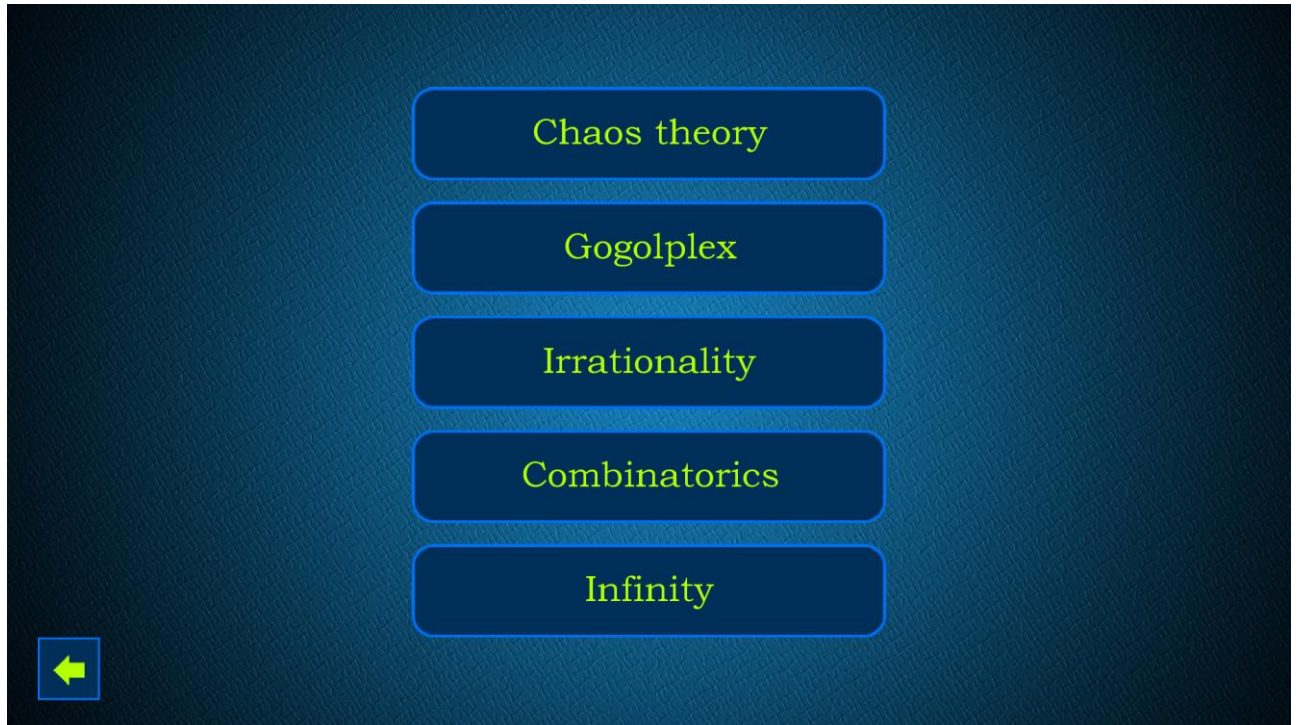 Chaos theory
Gogolplex
Irrationality
Combinatorics
Infinity